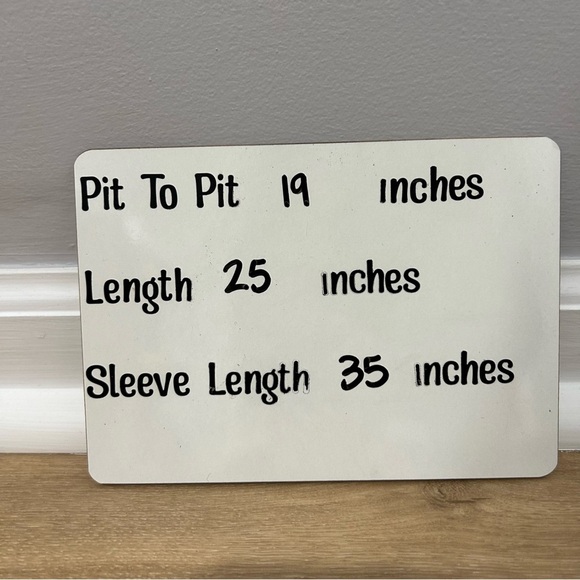 Pit To Pit 19 inches
Length 25 inches
Sleeve Length 35 inches